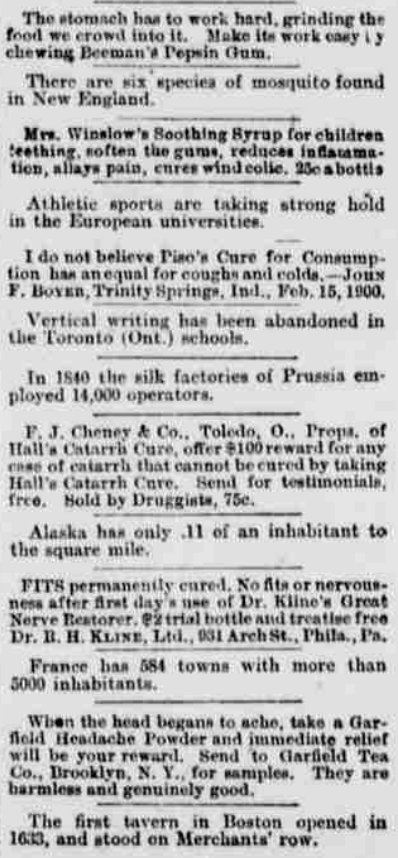 The stomach has to work hard, grinding the
food we crowd into it. Make its work easy by
chewing Beeman's Pepsin Gum.
There are six species of mosquito found
in New England.
Mrs. Winslow's Soothing Syrup for children
teething, soften the gums, reduces inflamma-
tion, allays pain, cures wind colic. 25c a bottle
Athletic sports are taking strong hold
in the European universities.
I do not believe Piso's Cure for Consump-
tion has an equal for coughs and colds.—JOHN
F. BOYER, Trinity Springs, Ind., Feb. 15, 1900.
Vertical writing has been abandoned in
the Toronto (Ont.) schools.
In 1840 the silk factories of Prussia em-
ployed 14,000 operators.
F. J. Cheney & Co., Toledo, O., Props. of
Hall's Catarrh Cure, offer $100 reward for any
case of catarrh that cannot be cured by taking
Hall's Catarrh Cure. Send for testimonials,
free. Sold by Druggists, 75c.
Alaska has only .11 of an inhabitant to
the square mile.
FITS permanently cured. No fits or nervous-
ness after first day's use of Dr. Kline's Great
Nerve Restorer. $2 trial bottle and treatise free
Dr. R. H. KLINE, Ltd., 931 Arch St., Phila., Pa.
France has 584 towns with more than
5000 inhabitants.
When the head begans to ache, take a Gar-
field Headache Powder and immediate relief
will be your reward. Send to Garfield Tea
Co., Brooklyn, N. Y., for samples. They are
harmless and genuinely good.
The first tavern in Boston opened in
1633, and stood on Merchants' row.